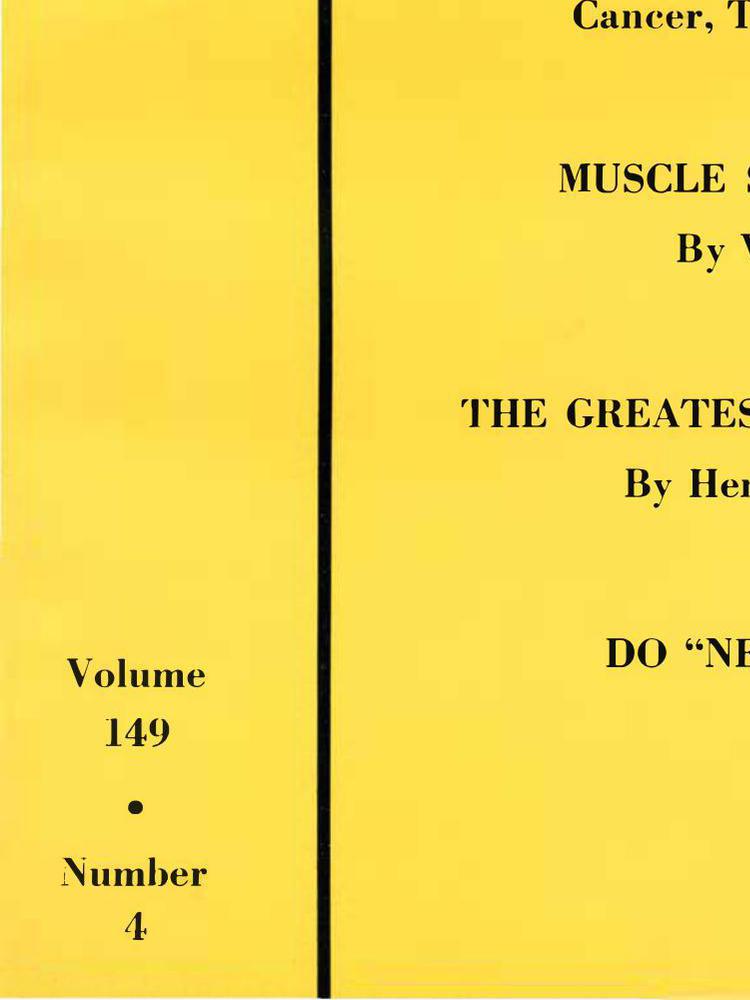 Cancer, T
MUSCLE
By
THE GREATES
By Her
DO “NE
Volume
149
•
Number
4